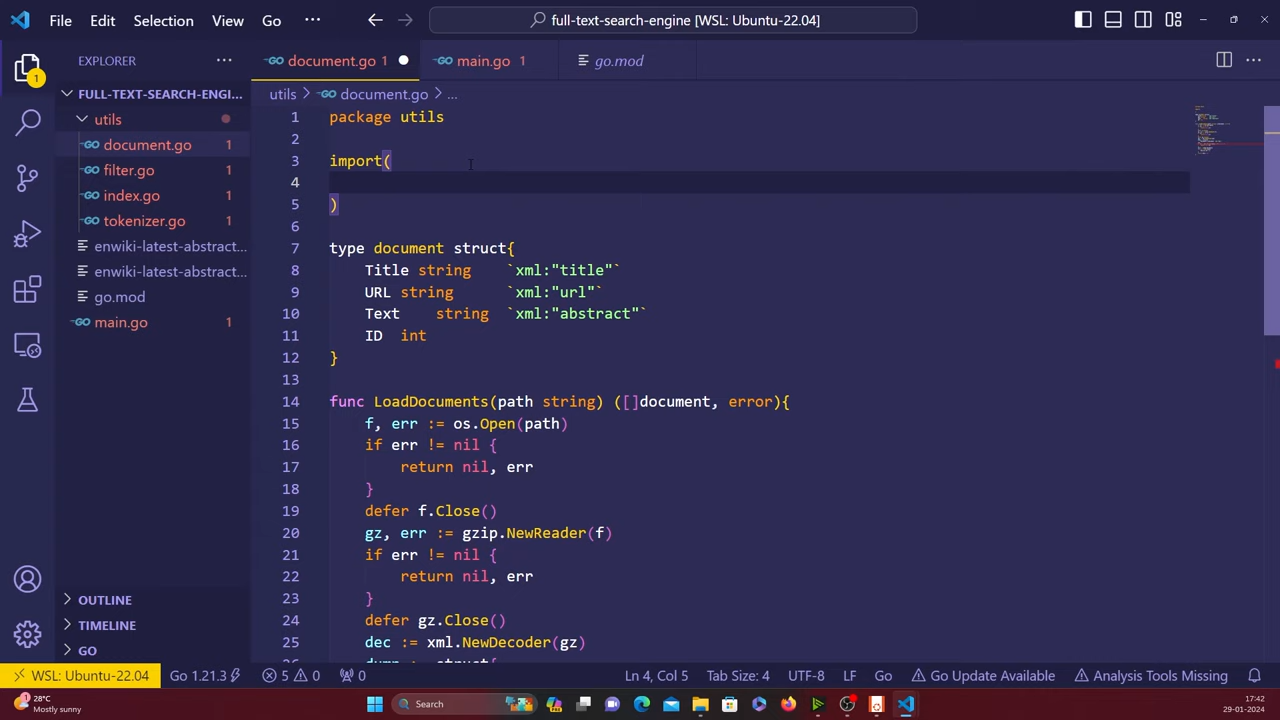 File Edit Selection View Go ··· full-text-search-engine [WSL: Ubuntu-22.04]
EXPLORER ···
document.go 1
main.go 1
go.mod
···
1
FULL-TEXT-SEARCH-ENGI...
utils
document.go 1
filter.go 1
index.go 1
tokenizer.go 1
enwiki-latest-abstract...
enwiki-latest-abstract...
go.mod
main.go 1
OUTLINE
TIMELINE
GO
utils > document.go > ...
1 package utils
2
3 import(
4
5 )
6
7 type document struct{
8 Title string `xml:"title"`
9 URL string `xml:"url"`
10 Text string `xml:"abstract"`
11 ID int
12 }
13
14 func LoadDocuments(path string) ([]document, error){
15 f, err := os.Open(path)
16 if err != nil {
17 return nil, err
18 }
19 defer f.Close()
20 gz, err := gzip.NewReader(f)
21 if err != nil {
22 return nil, err
23 }
24 defer gz.Close()
25 dec := xml.NewDecoder(gz)
WSL: Ubuntu-22.04 Go 1.21.3 5 0 0 Ln 4, Col 5 Tab Size: 4 UTF-8 LF Go Go Update Available Analysis Tools Missing
1
28°C
Mostly sunny
Search
17:42
29-01-2024